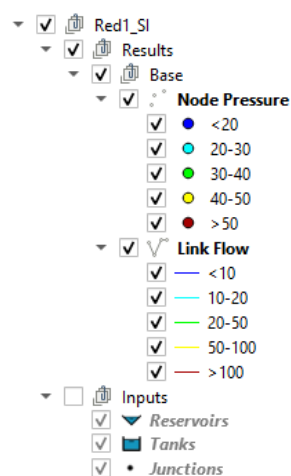 Red1_SI
Results
Base
Node Pressure
<20
20-30
30-40
40-50
>50
Link Flow
<10
10-20
20-50
50-100
>100
Inputs
Reservoirs
Tanks
Junctions